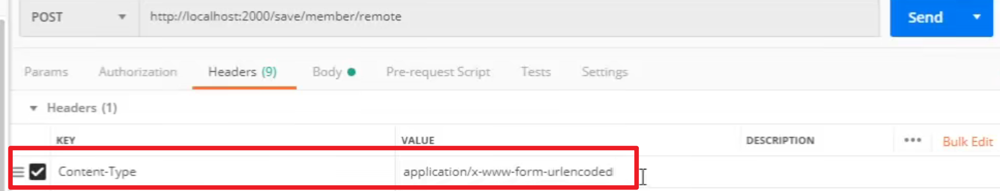 POST http://localhost:2000/save/member/remote Send
Params Authorization Headers (9) Body Pre-request Script Tests Settings
Headers (1)
KEY VALUE DESCRIPTION ••• Bulk Edit
Content-Type application/x-www-form-urlencoded